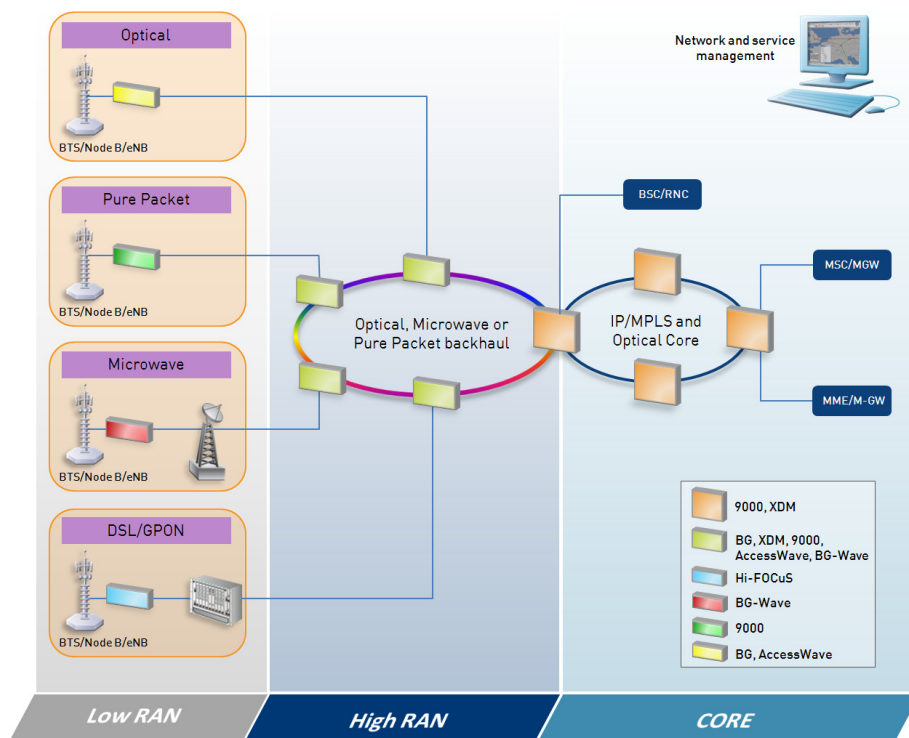 Optical
BTS/Node B/eNB
Pure Packet
BTS/Node B/eNB
Microwave
BTS/Node B/eNB
DSL/GPON
BTS/Node B/eNB
Optical, Microwave or
Pure Packet backhaul
Network and service
management
BSC/RNC
IP/MPLS and
Optical Core
MSC/MGW
MME/M-GW
9000, XDM
BG, XDM, 9000,
AccessWave, BG-Wave
Hi-FOCuS
BG-Wave
9000
BG, AccessWave
Low RAN
High RAN
CORE